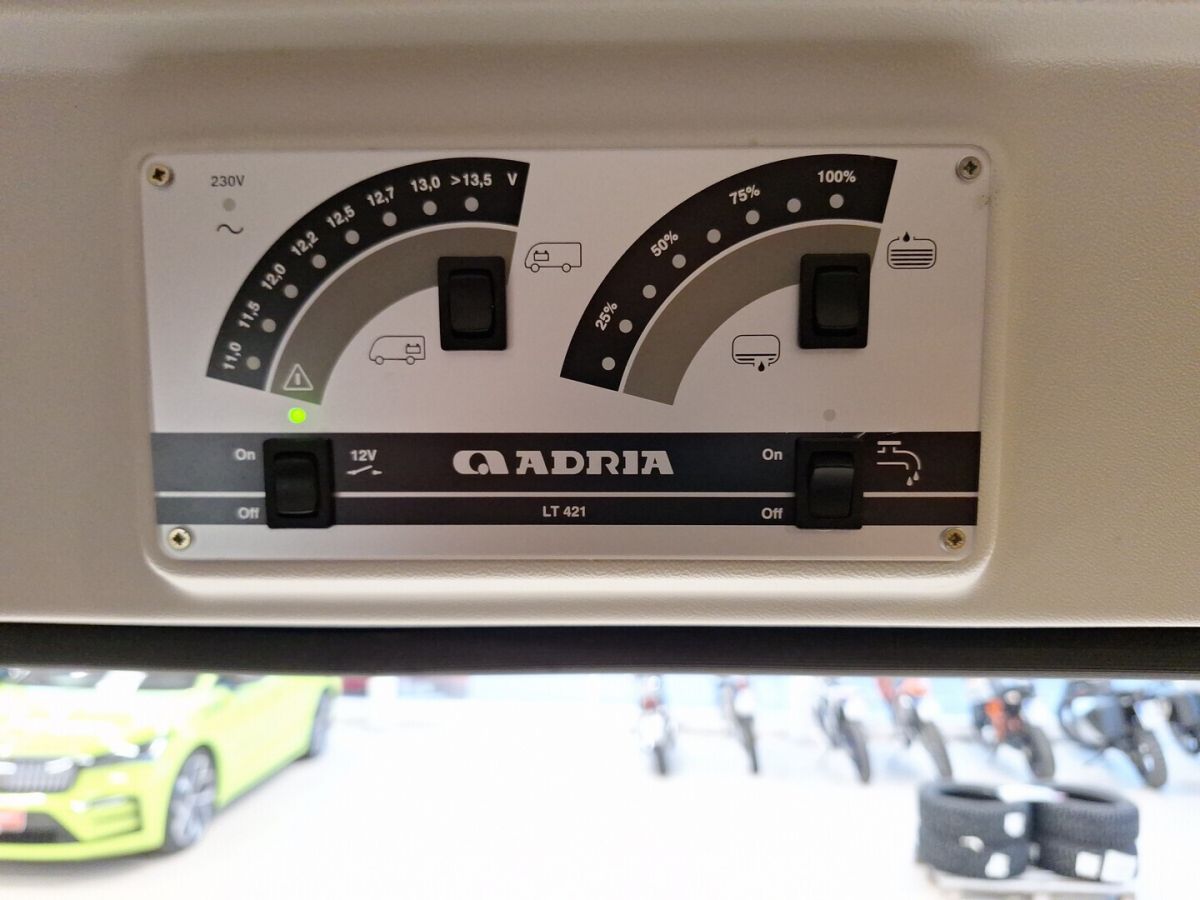 230V
11,0 11,5 12,0 12,2 12,5 12,7 13,0 >13,5 V
25% 50% 75% 100%
On 12V ADRIA On
Off LT 421 Off